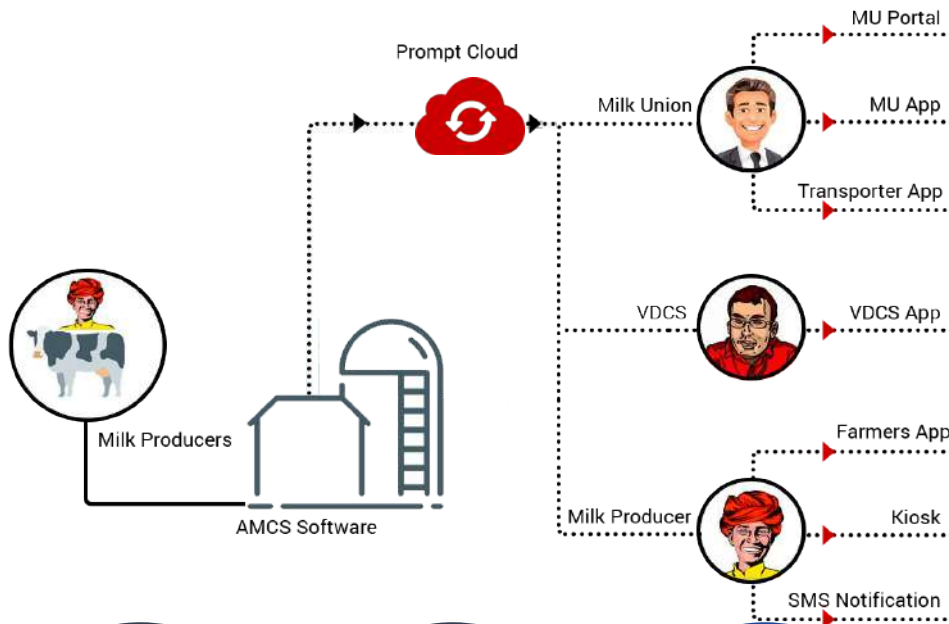 MU Portal
Prompt Cloud
Milk Union
MU App
Transporter App
VDCS
VDCS App
Milk Producers
Farmers App
Milk Producer
Kiosk
AMCS Software
SMS Notification